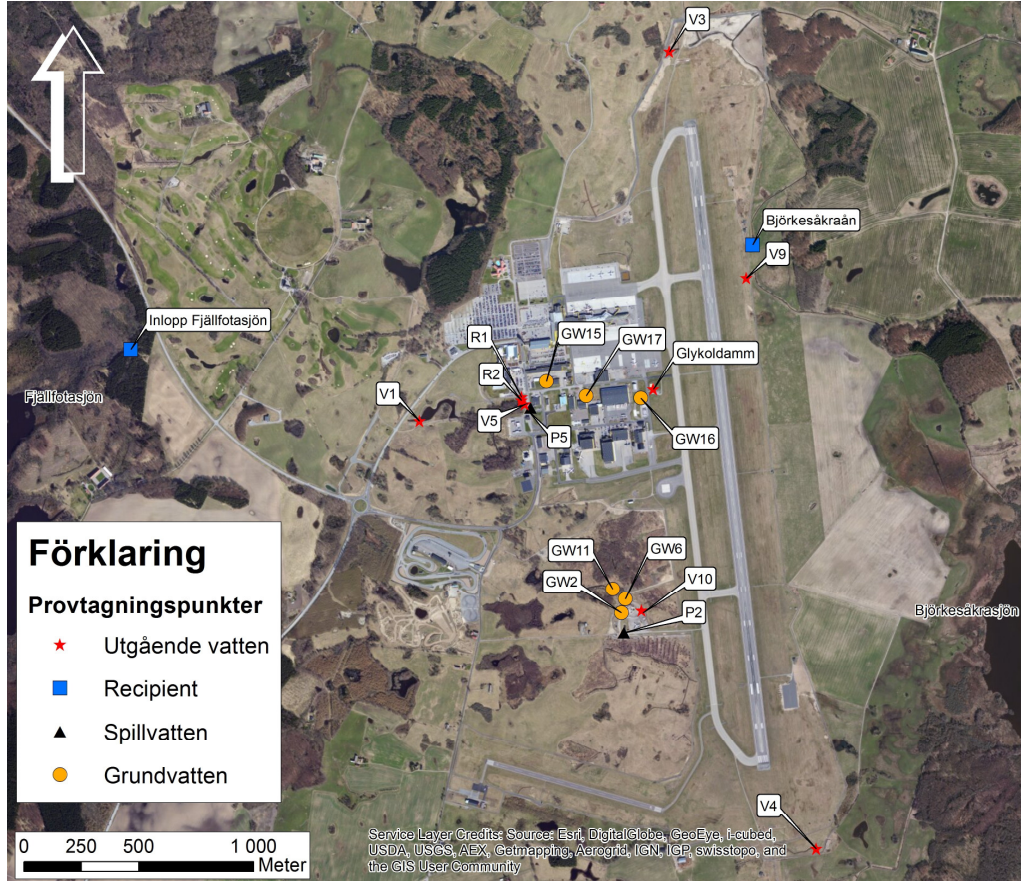 V3
Björkesåkraån
V9
Inlopp Fjällfotasjön
R1
GW15
GW17
Glykoldamm
R2
Fjällfotasjön
V1
V5
P5
GW16
Förklaring
Provtagningspunkter
Utgående vatten
Recipient
Spillvatten
Grundvatten
GW11
GW6
GW2
V10
P2
Björkesåkrasjön
V4
0 250 500 1 000
Meter
Service Layer Credits: Source: Esri, DigitalGlobe, GeoEye, i-cubed,
USDA, USGS, AEX, Getmapping, Aerogrid, IGN, IGP, swisstopo, and
the GIS User Community